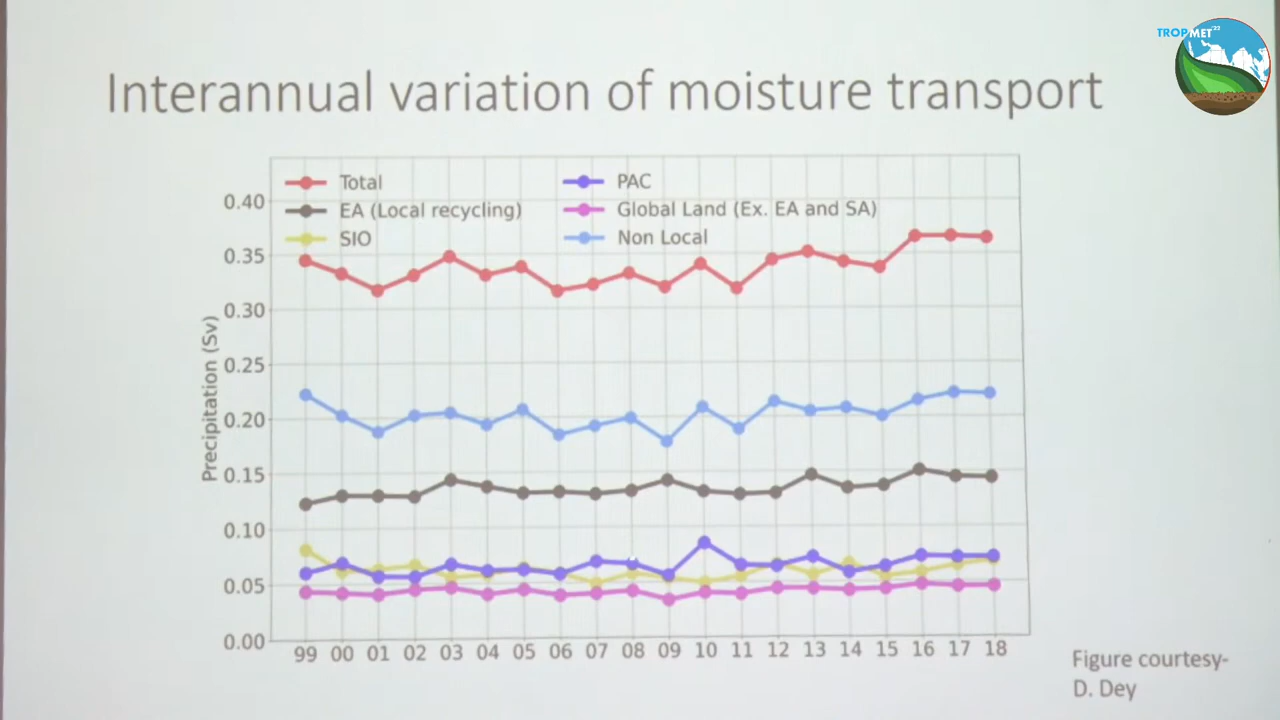 TROPMET'22
Interannual variation of moisture transport
Total
EA (Local recycling)
SIO
PAC
Global Land (Ex. EA and SA)
Non Local
Precipitation (Sv)
0.40
0.35
0.30
0.25
0.20
0.15
0.10
0.05
0.00
99 00 01 02 03 04 05 06 07 08 09 10 11 12 13 14 15 16 17 18
Figure courtesy-
D. Dey